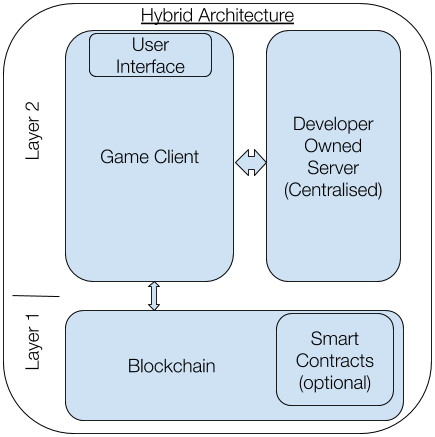 Hybrid Architecture
Layer 2
User
Interface
Game Client
Developer
Owned
Server
(Centralised)
Layer 1
Blockchain
Smart
Contracts
(optional)